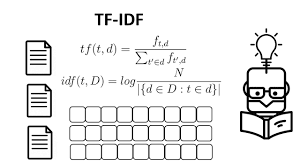 TF-IDF
tf(t, d) = f_{t,d} / ∑_{t'∈d} f_{t',d}
idf(t, D) = log N / |{d ∈ D : t ∈ d}|